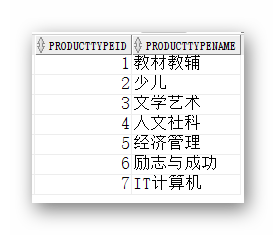 PRODUCTTYPEID PRODUCTTYPENAME
1 教材教辅
2 少儿
3 文学艺术
4 人文社科
5 经济管理
6 励志与成功
7 IT计算机